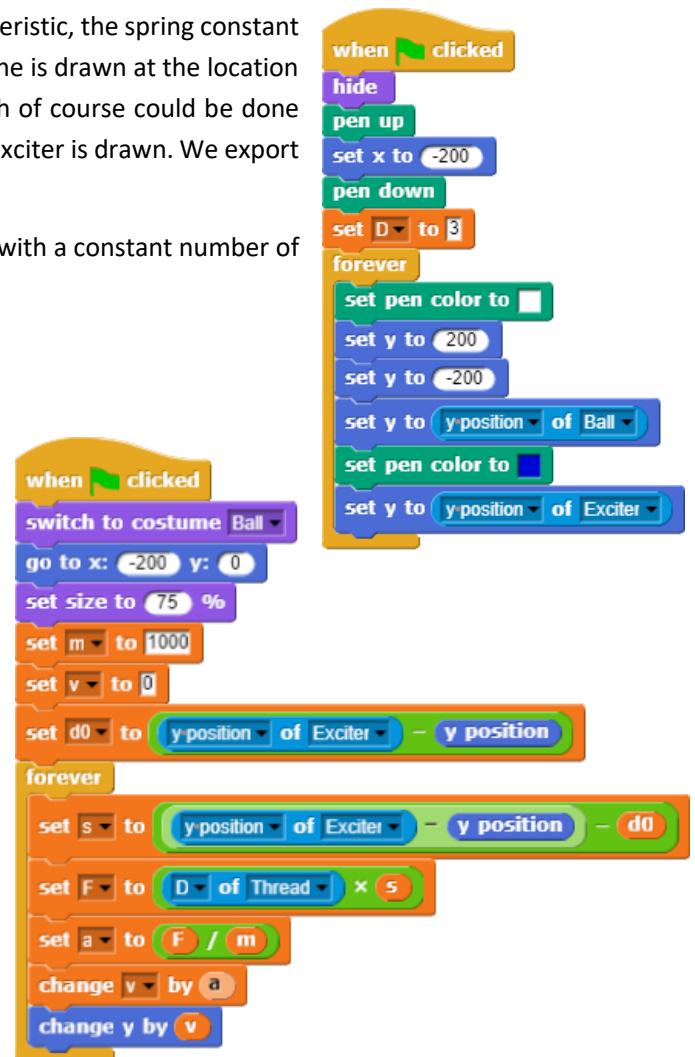 eristic, the spring constant
ne is drawn at the location
h of course could be done
xciter is drawn. We export
with a constant number of
when clicked
hide
pen up
set x to -200
pen down
set D to 3
forever
set pen color to
set y to 200
set y to -200
set y to y position of Ball
set pen color to
set y to y position of Exciter
when clicked
switch to costume Ball
go to x: -200 y: 0
set size to 75 %
set m to 1000
set v to 0
set d0 to y position of Exciter - y position
forever
set s to y position of Exciter - y position - d0
set F to D of Thread × s
set a to F / m
change v by a
change y by v